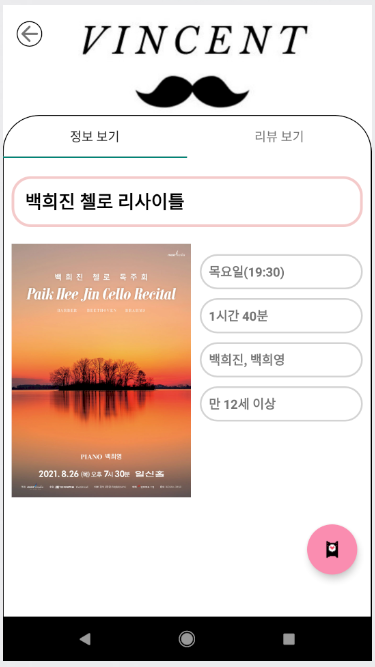 VINCENT
정보 보기
리뷰 보기
백희진 첼로 리사이틀
백 희 진 첼 로 독 주 회
Paik Hee Jin Cello Recital
목요일(19:30)
1시간 40분
백희진, 백희영
만 12세 이상
PIANO 백희영
2021. 8.26 (목) 오후 7시 30분 일신홀